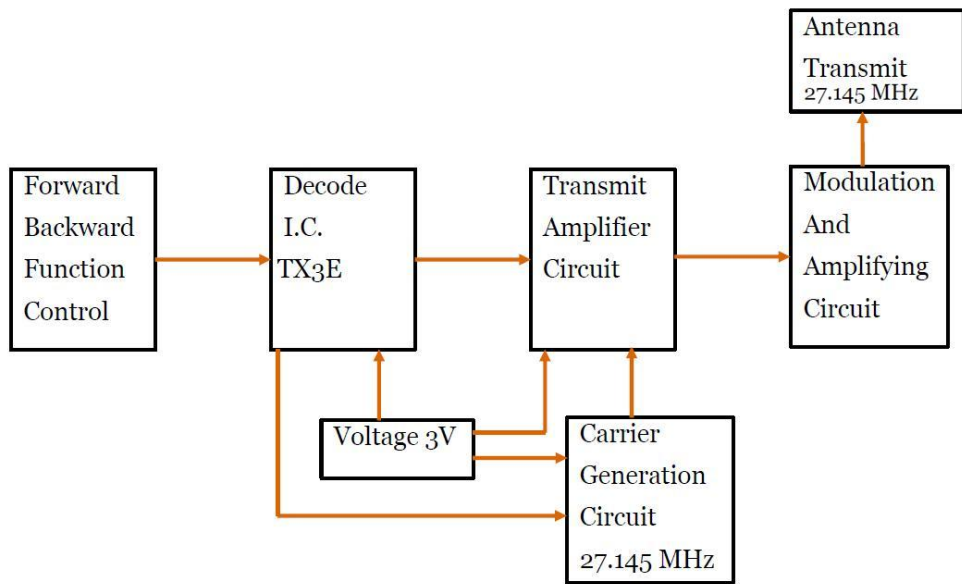 Antenna
Transmit
27.145 MHz
Forward
Backward
Function
Control
Decode
I.C.
TX3E
Transmit
Amplifier
Circuit
Modulation
And
Amplifying
Circuit
Voltage 3V
Carrier
Generation
Circuit
27.145 MHz